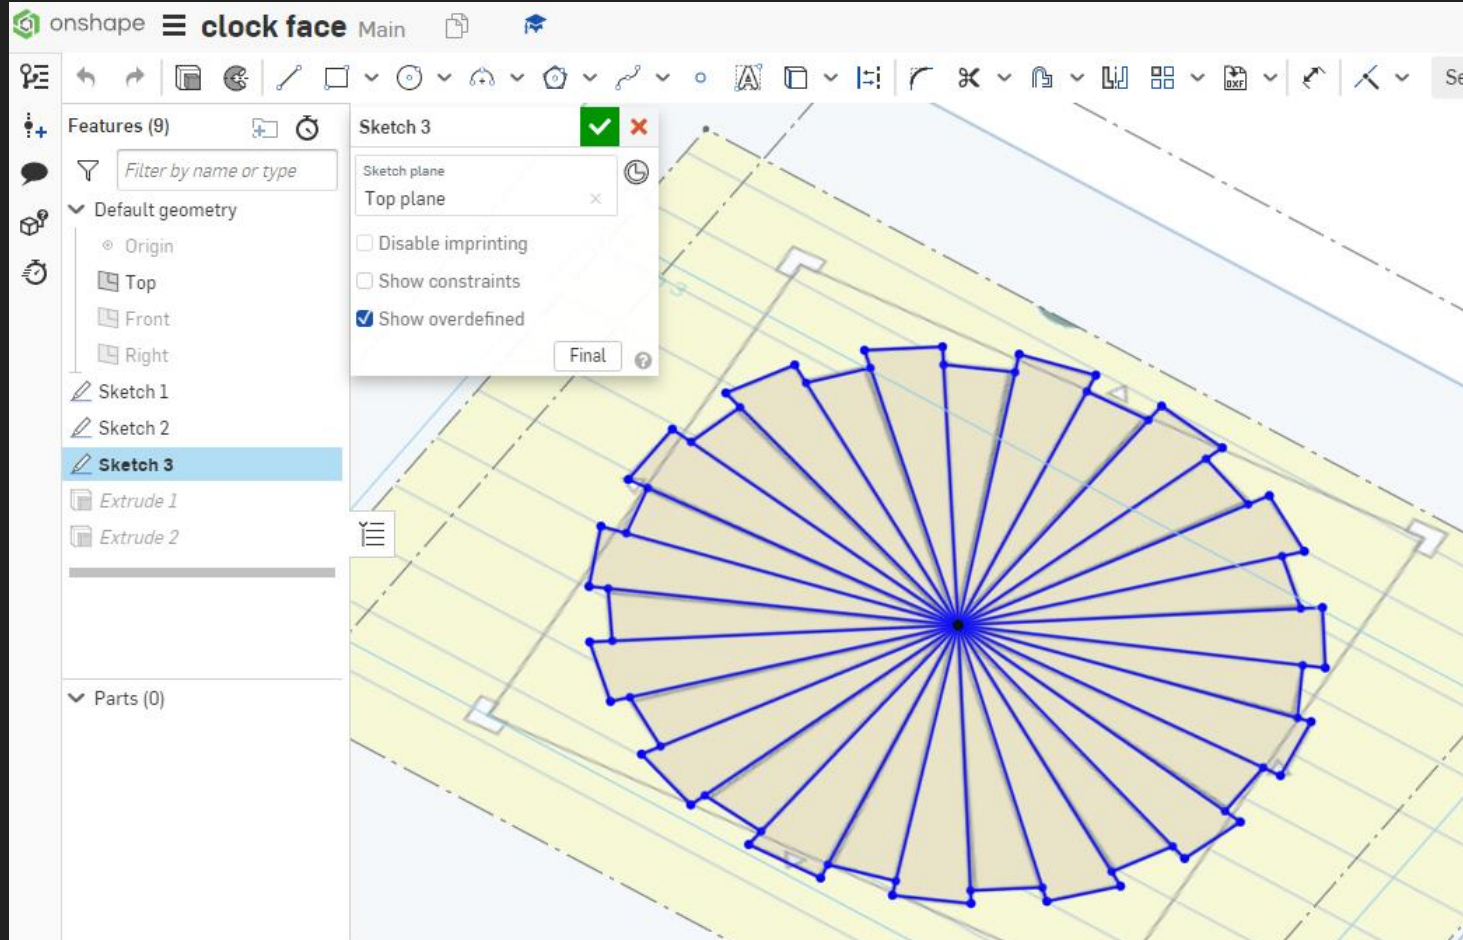 onshape clock face Main
DXF
Se
Features (9)
Filter by name or type
Default geometry
Origin
Top
Front
Right
Sketch 1
Sketch 2
Sketch 3
Extrude 1
Extrude 2
Parts (0)
Sketch 3
Sketch plane
Top plane
Disable imprinting
Show constraints
Show overdefined
Final